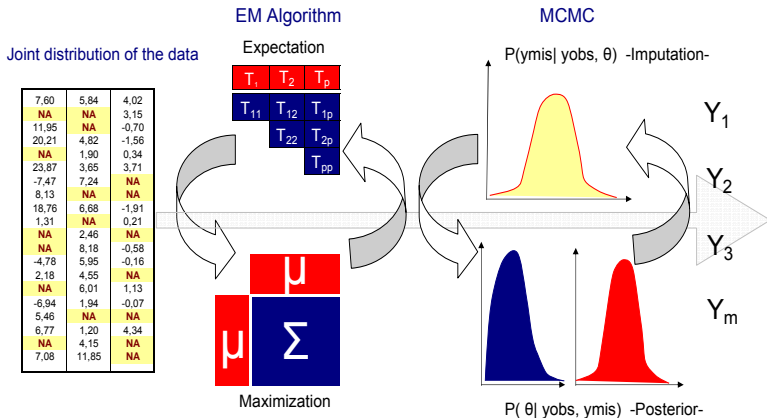 EM Algorithm
MCMC
Joint distribution of the data
Expectation
P(ymis| yobs, θ) -Imputation-
T1 T2 Tp
T11 T12 T1p
T22 T2p
Tpp
7,60 5,84 4,02
NA NA 3,15
11,95 NA -0,70
20,21 4,82 -1,56
NA 1,90 0,34
23,87 3,65 3,71
-7,47 7,24 NA
8,13 NA NA
18,76 6,68 -1,91
1,31 NA 0,21
NA 2,46 NA
NA 8,18 -0,58
-4,78 5,95 -0,16
2,18 4,55 NA
NA 6,01 1,13
-6,94 1,94 -0,07
5,46 NA NA
6,77 1,20 4,34
NA 4,15 NA
7,08 11,85 NA
μ
μ Σ
Maximization
Y1
Y2
Y3
Ym
P( θ| yobs, ymis) -Posterior-